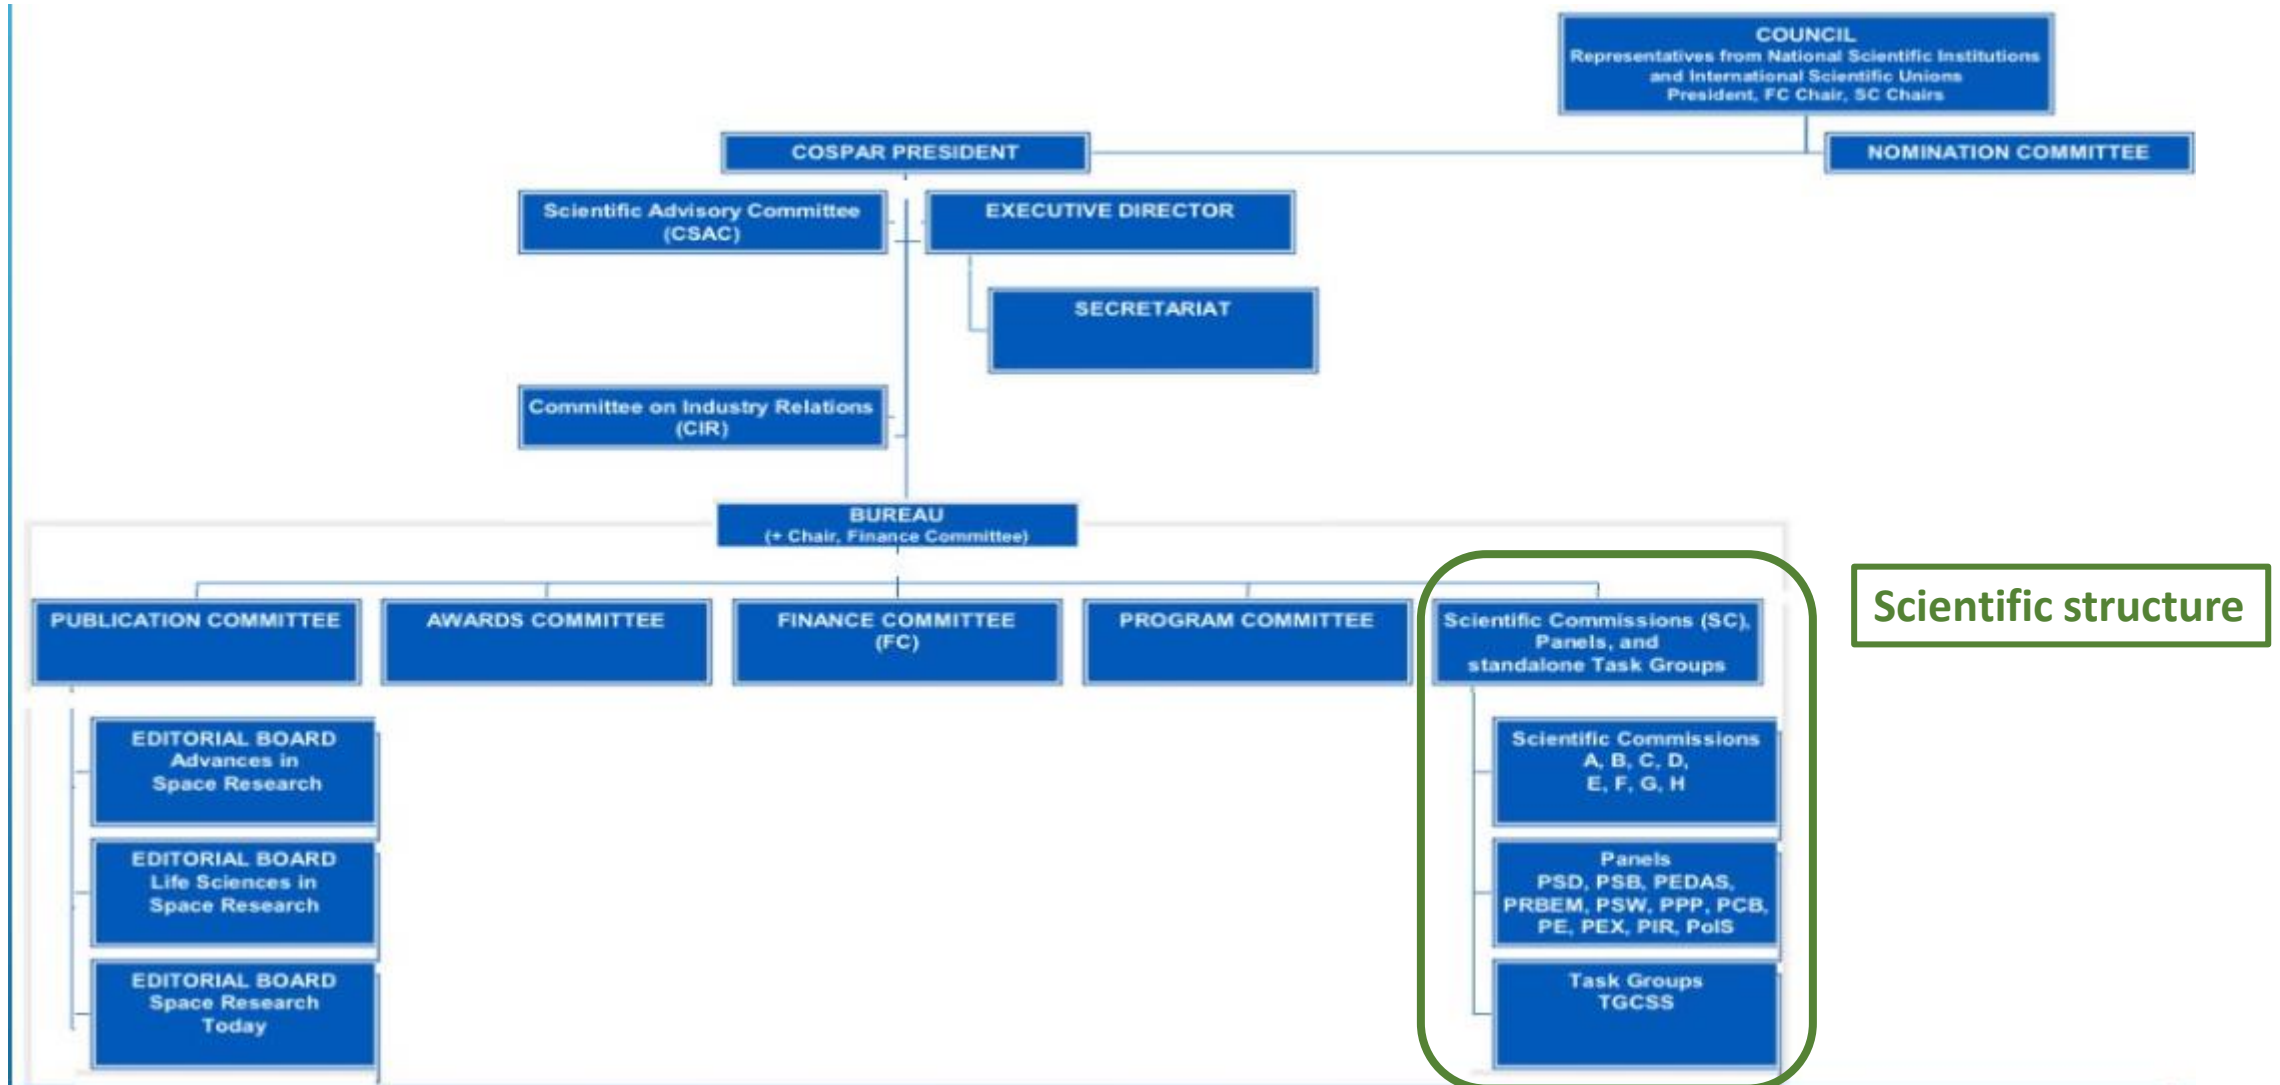 COUNCIL
Representatives from National Scientific Institutions
and International Scientific Unions
President, FC Chair, SC Chairs
COSPAR PRESIDENT
NOMINATION COMMITTEE
Scientific Advisory Committee
(CSAC)
EXECUTIVE DIRECTOR
SECRETARIAT
Committee on Industry Relations
(CIR)
BUREAU
(+ Chair, Finance Committee)
PUBLICATION COMMITTEE
AWARDS COMMITTEE
FINANCE COMMITTEE
(FC)
PROGRAM COMMITTEE
Scientific Commissions (SC),
Panels, and
standalone Task Groups
Scientific structure
EDITORIAL BOARD
Advances in
Space Research
EDITORIAL BOARD
Life Sciences in
Space Research
EDITORIAL BOARD
Space Research
Today
Scientific Commissions
A, B, C, D,
E, F, G, H
Panels
PSD, PSB, PEDAS,
PRBEM, PSW, PPP, PCB,
PE, PEX, PIR, PoIS
Task Groups
TGCSS